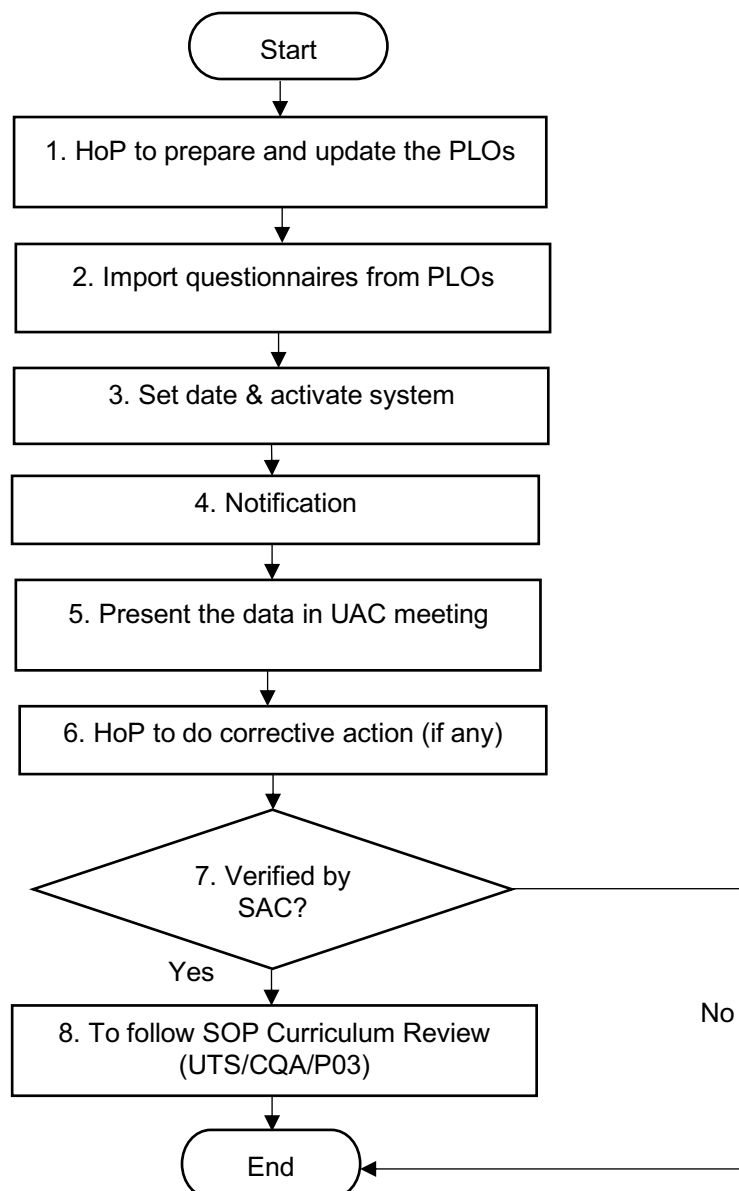 Start
1. HoP to prepare and update the PLOs
2. Import questionnaires from PLOs
3. Set date & activate system
4. Notification
5. Present the data in UAC meeting
6. HoP to do corrective action (if any)
7. Verified by
SAC?
Yes
No
8. To follow SOP Curriculum Review
(UTS/CQA/P03)
End